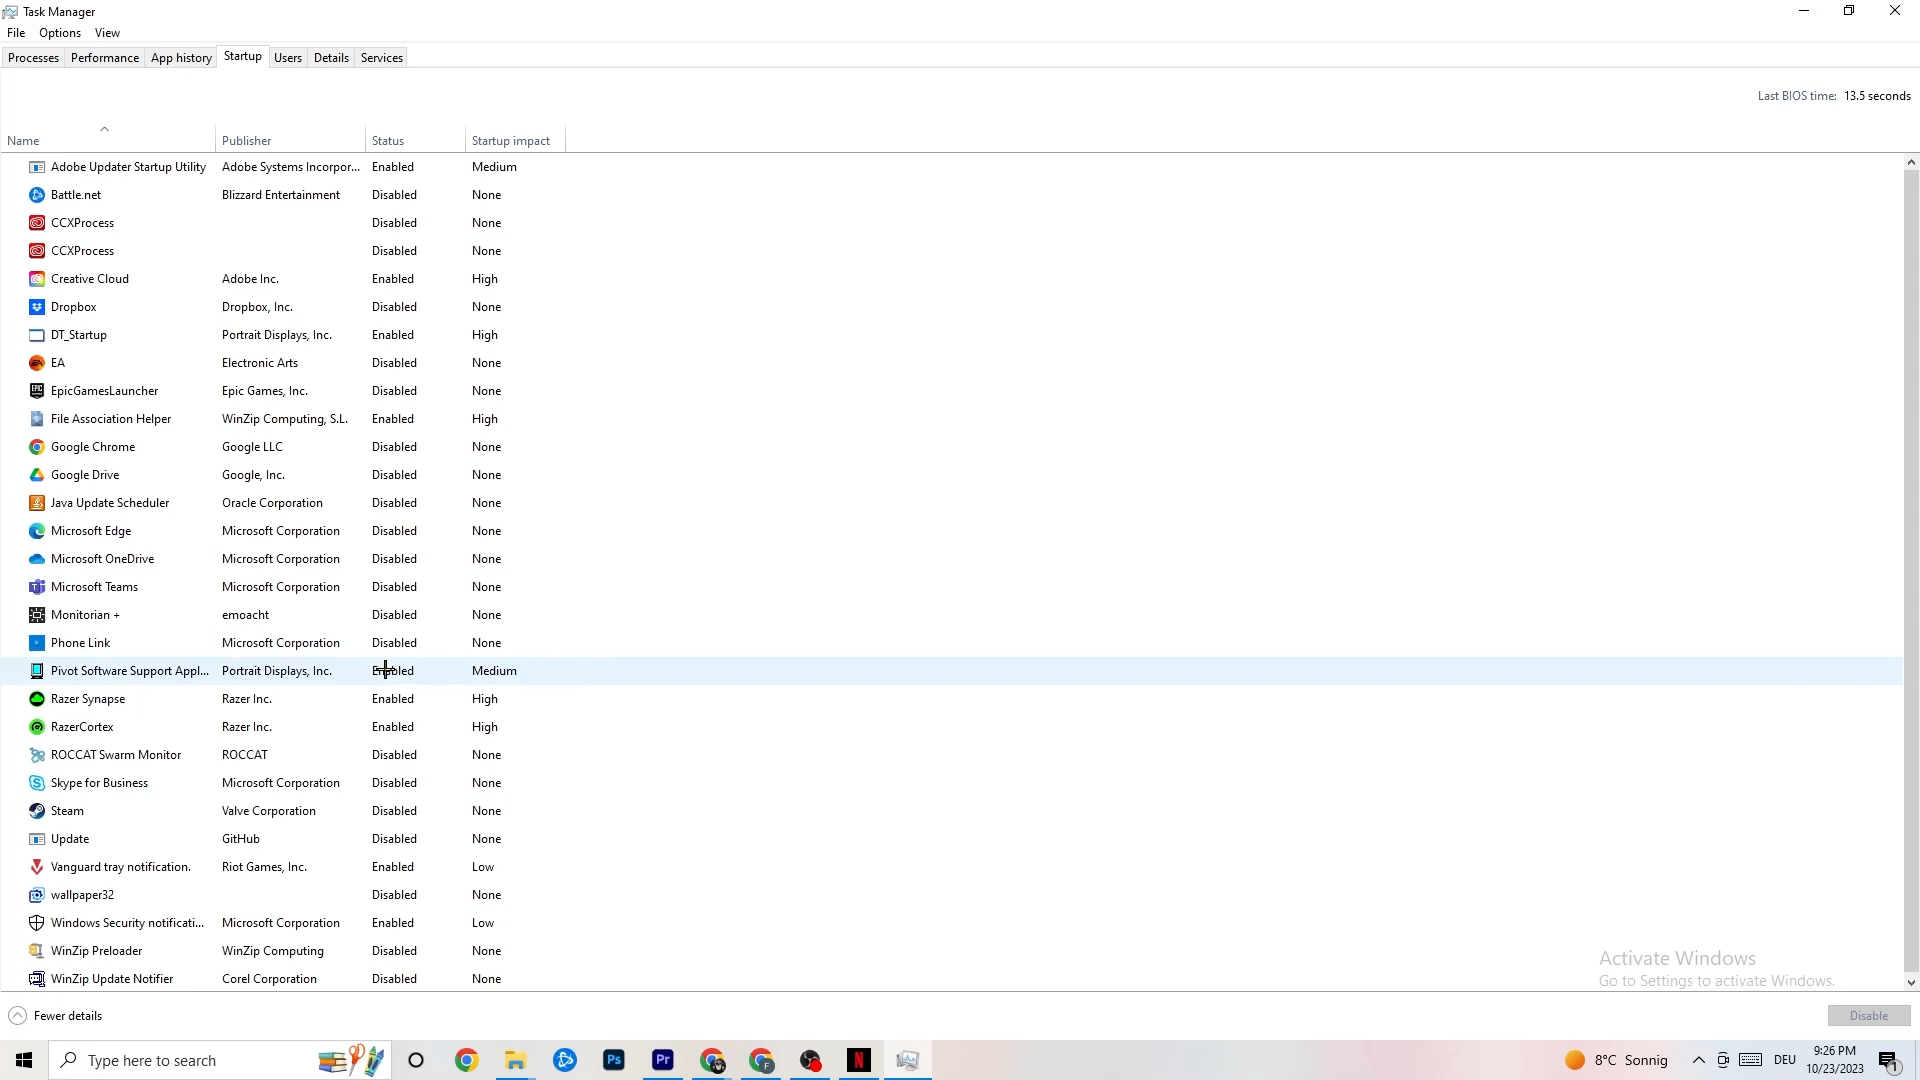 Task Manager
File Options View
Processes Performance App history Startup Users Details Services
Last BIOS time: 13.5 seconds
Name Publisher Status Startup impact
Adobe Updater Startup Utility Adobe Systems Incorpor... Enabled Medium
Battle.net Blizzard Entertainment Disabled None
CCXProcess Disabled None
CCXProcess Disabled None
Creative Cloud Adobe Inc. Enabled High
Dropbox Dropbox, Inc. Disabled None
DT_Startup Portrait Displays, Inc. Enabled High
EA Electronic Arts Disabled None
EpicGamesLauncher Epic Games, Inc. Disabled None
File Association Helper WinZip Computing, S.L. Enabled High
Google Chrome Google LLC Disabled None
Google Drive Google, Inc. Disabled None
Java Update Scheduler Oracle Corporation Disabled None
Microsoft Edge Microsoft Corporation Disabled None
Microsoft OneDrive Microsoft Corporation Disabled None
Microsoft Teams Microsoft Corporation Disabled None
Monitorian + emoacht Disabled None
Phone Link Microsoft Corporation Disabled None
Pivot Software Support Appl... Portrait Displays, Inc. Enabled Medium
Razer Synapse Razer Inc. Enabled High
RazerCortex Razer Inc. Enabled High
ROCCAT Swarm Monitor ROCCAT Disabled None
Skype for Business Microsoft Corporation Disabled None
Steam Valve Corporation Disabled None
Update GitHub Disabled None
Vanguard tray notification. Riot Games, Inc. Enabled Low
wallpaper32 Disabled None
Windows Security notificati... Microsoft Corporation Enabled Low
WinZip Preloader WinZip Computing Disabled None
WinZip Update Notifier Corel Corporation Disabled None
Activate Windows
Go to Settings to activate Windows.
Fewer details Disable
Type here to search Ps Pr F N 8°C Sonnig DEU 9:26 PM
10/23/2023 1